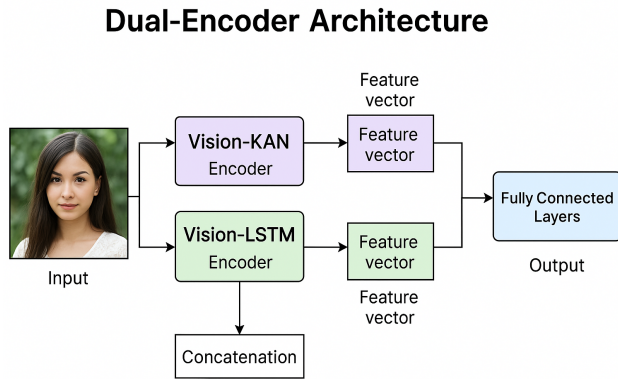 Dual-Encoder Architecture
Feature
vector
Vision-KAN
Encoder
Feature
vector
Input
Vision-LSTM
Encoder
Feature
vector
Feature
vector
Fully Connected
Layers
Output
Concatenation